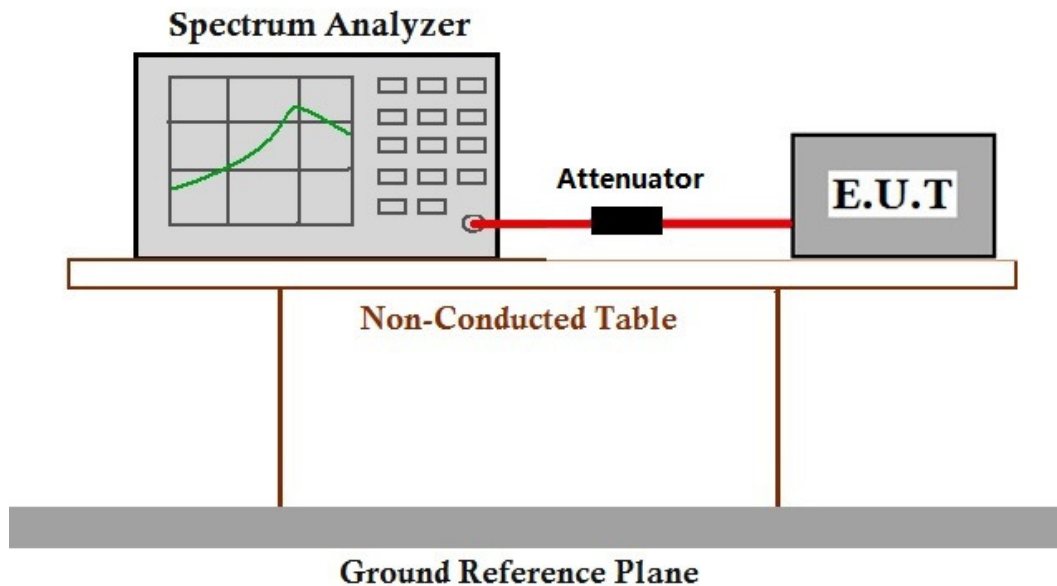 Spectrum Analyzer
Attenuator
E.U.T
Non-Conducted Table
Ground Reference Plane